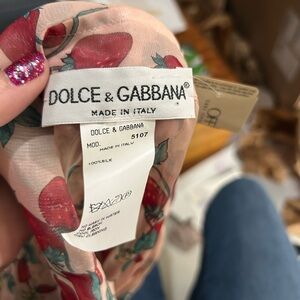 DOLCE & GABBANA®
MADE IN ITALY
DOLCE & GABBANA
MOD. 5107
MADE IN ITALY
100%SILK